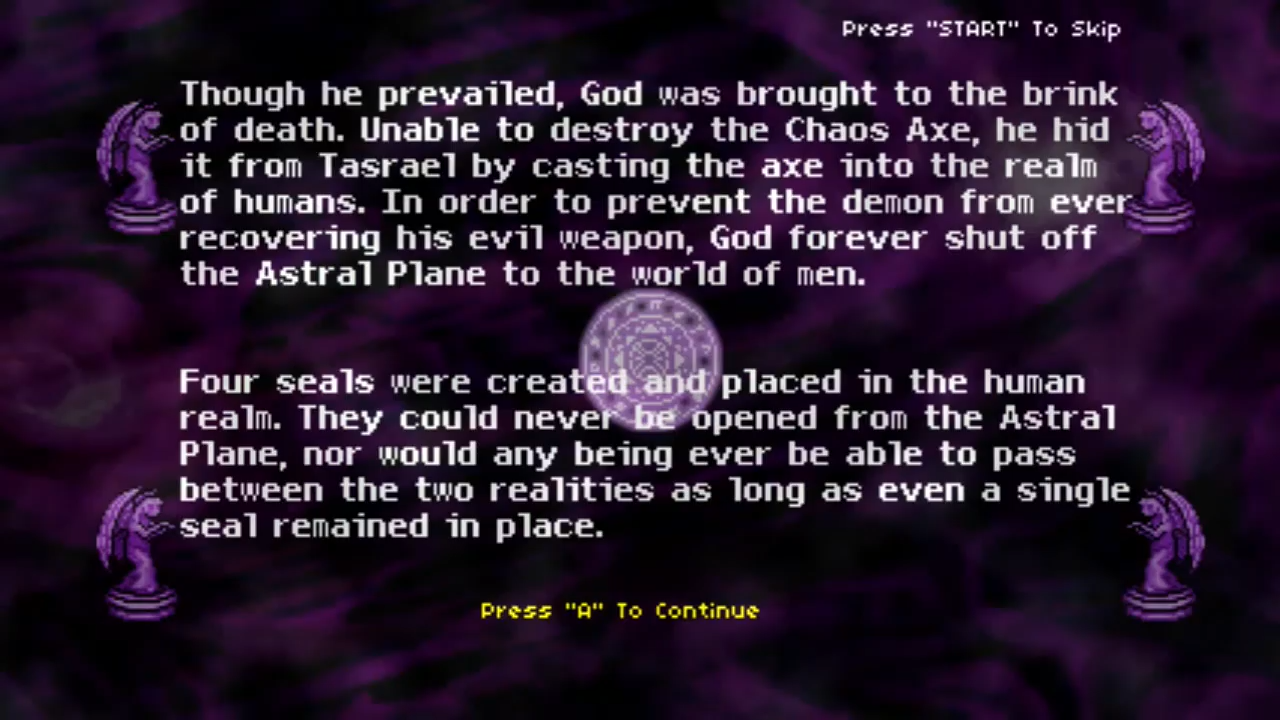 Press "START" To Skip
Though he prevailed, God was brought to the brink
of death. Unable to destroy the Chaos Axe, he hid
it from Tasrael by casting the axe into the realm
of humans. In order to prevent the demon from ever
recovering his evil weapon, God forever shut off
the Astral Plane to the world of men.
Four seals were created and placed in the human
realm. They could never be opened from the Astral
Plane, nor would any being ever be able to pass
between the two realities as long as even a single
seal remained in place.
Press "A" To Continue